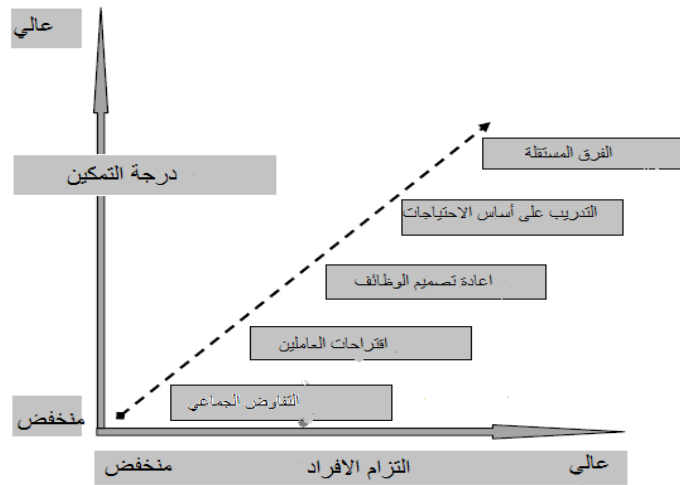 عالي
الفرق المستقلة
درجة التمكين
التدريب على أساس الاحتياجات
اعادة تصميم الوظائف
اقتراحات العاملين
التفاوض الجماعي
منخفض
منخفض
التزام الافراد
عالي